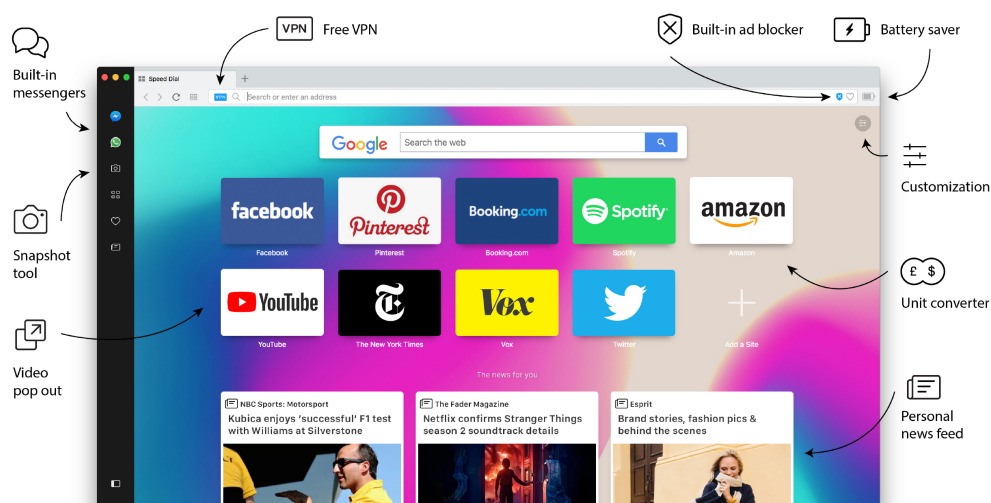 VPN
Free VPN
Built-in ad blocker
Battery saver
Built-in
messengers
Speed Dial
VPN
Search or enter an address
Google
Search the web
Customization
facebook
Pinterest
Booking.com
Spotify
amazon
Facebook
Pinterest
Booking.com
Spotify
Amazon
Snapshot
tool
£ $
Unit converter
YouTube
Vox
YouTube
The New York Times
Vox
Twitter
Add a Site
Video
pop out
The news for you
Personal
news feed
NBC Sports: Motorsport
Kubica enjoys 'successful' F1 test
with Williams at Silverstone
The Fader Magazine
Netflix confirms Stranger Things
season 2 soundtrack details
Esprit
Brand stories, fashion pics &
behind the scenes